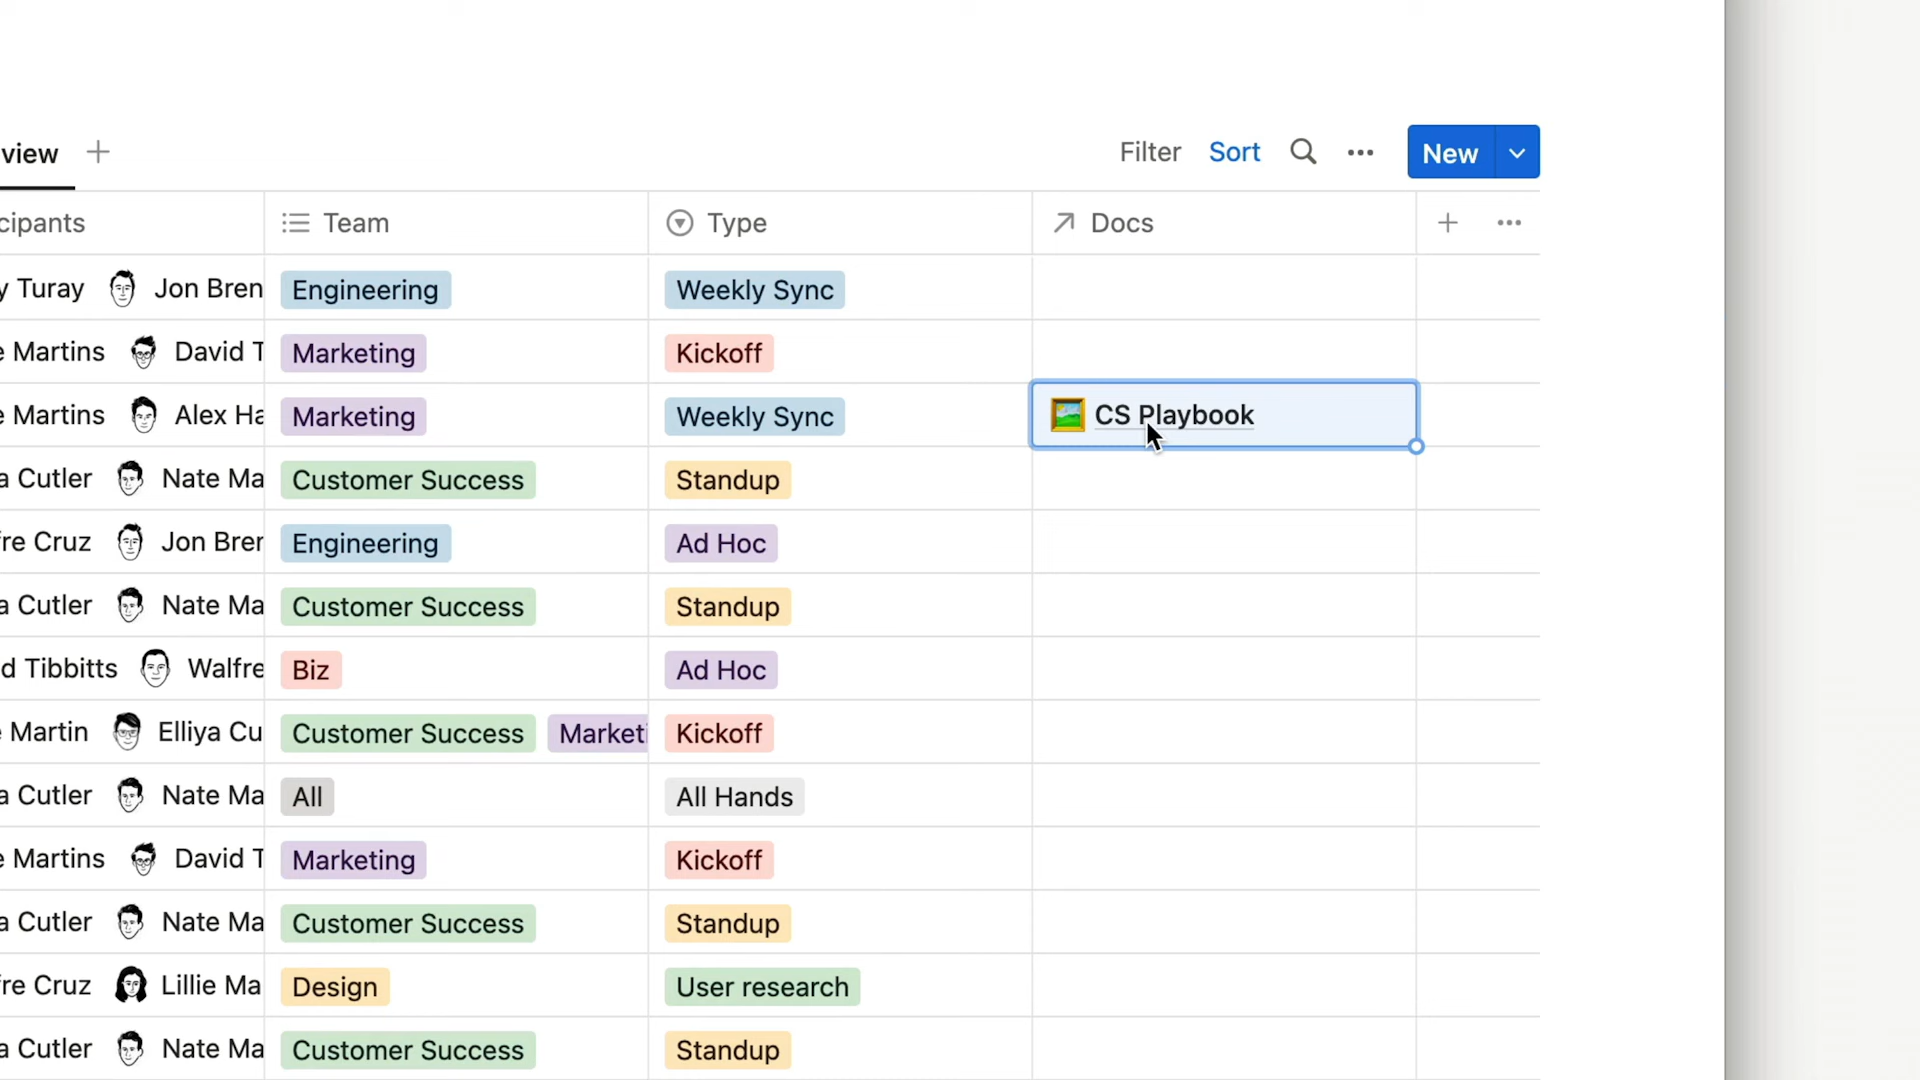 view Filter Sort New
cipants Team Type Docs
y Turay Jon Bren Engineering Weekly Sync
e Martins David T Marketing Kickoff
e Martins Alex Ha Marketing Weekly Sync CS Playbook
a Cutler Nate Ma Customer Success Standup
re Cruz Jon Brer Engineering Ad Hoc
a Cutler Nate Ma Customer Success Standup
d Tibbitts Walfre Biz Ad Hoc
e Martin Elliya Cu Customer Success Marketi Kickoff
a Cutler Nate Ma All All Hands
e Martins David T Marketing Kickoff
a Cutler Nate Ma Customer Success Standup
re Cruz Lillie Ma Design User research
a Cutler Nate Ma Customer Success Standup